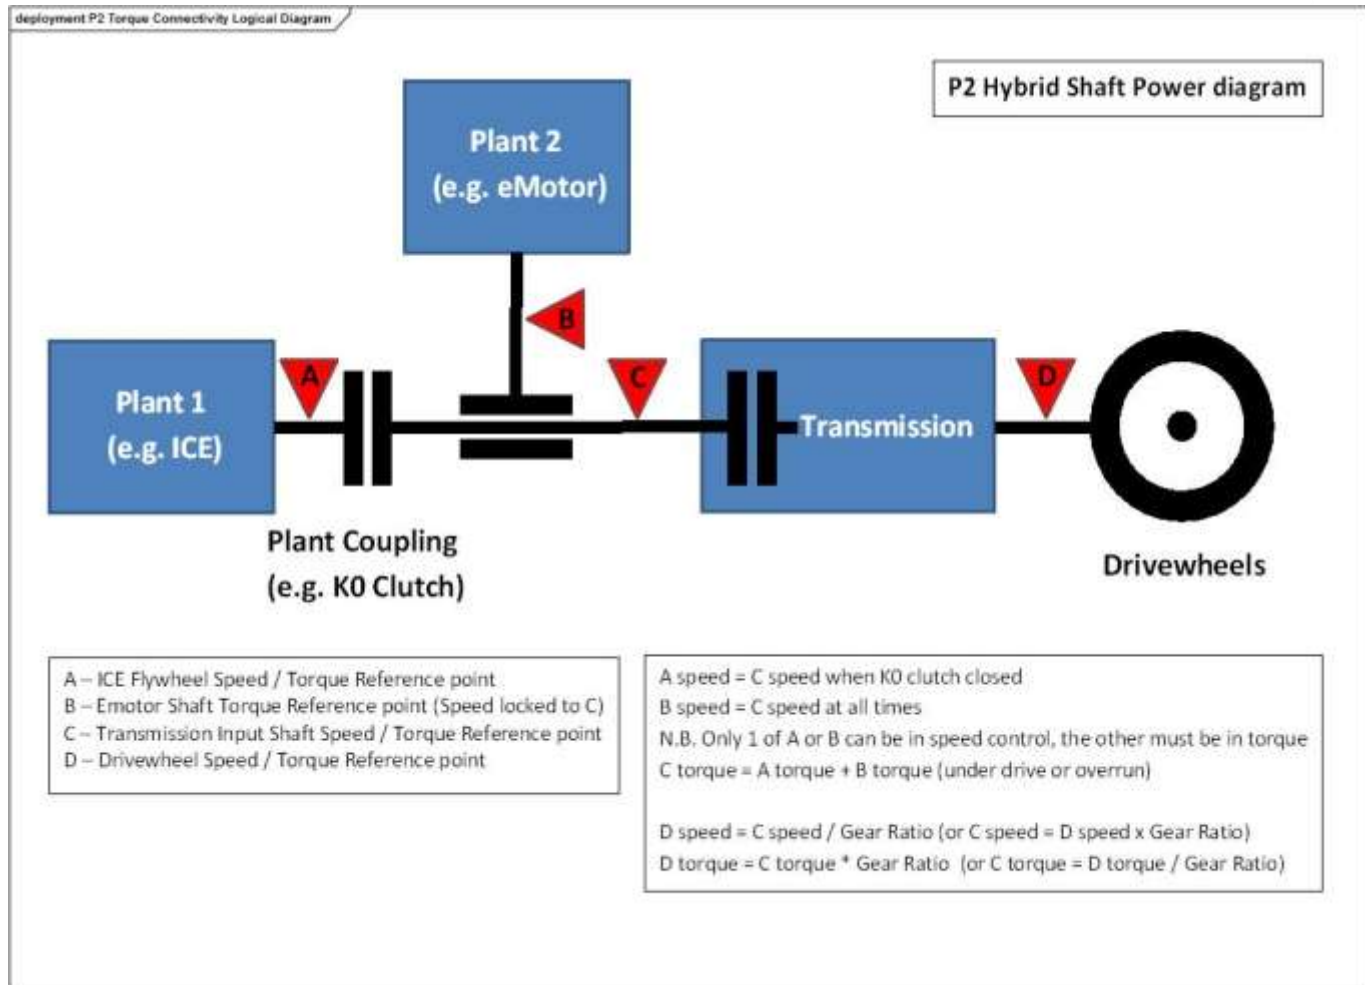 deployment P2 Torque Connectivity Logical Diagram
P2 Hybrid Shaft Power diagram
Plant 2
(e.g. eMotor)
B
A
C
D
Plant 1
(e.g. ICE)
Transmission
Plant Coupling
(e.g. K0 Clutch)
Drivewheels
A – ICE Flywheel Speed / Torque Reference point
B – Emotor Shaft Torque Reference point (Speed locked to C)
C – Transmission Input Shaft Speed / Torque Reference point
D – Drivewheel Speed / Torque Reference point
A speed = C speed when K0 clutch closed
B speed = C speed at all times
N.B. Only 1 of A or B can be in speed control, the other must be in torque
C torque = A torque + B torque (under drive or overrun)
D speed = C speed / Gear Ratio (or C speed = D speed x Gear Ratio)
D torque = C torque * Gear Ratio (or C torque = D torque / Gear Ratio)